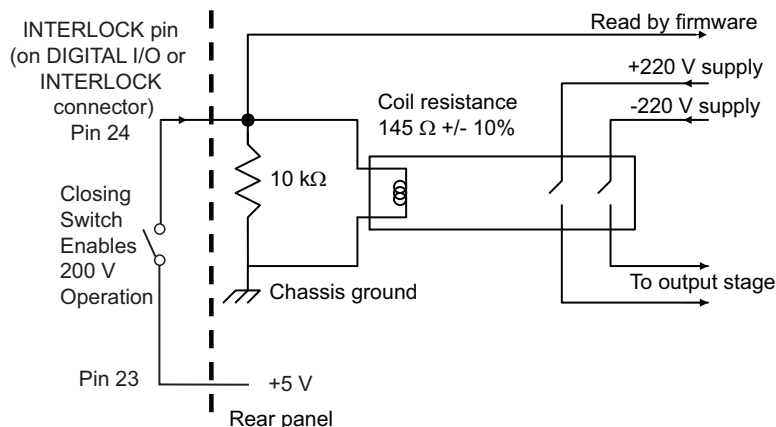 INTERLOCK pin
(on DIGITAL I/O or
INTERLOCK
connector)
Pin 24
Read by firmware
+220 V supply
-220 V supply
Coil resistance
145 Ω +/- 10%
10 kΩ
Closing
Switch
Enables
200 V
Operation
Chassis ground
To output stage
Pin 23
+5 V
Rear panel